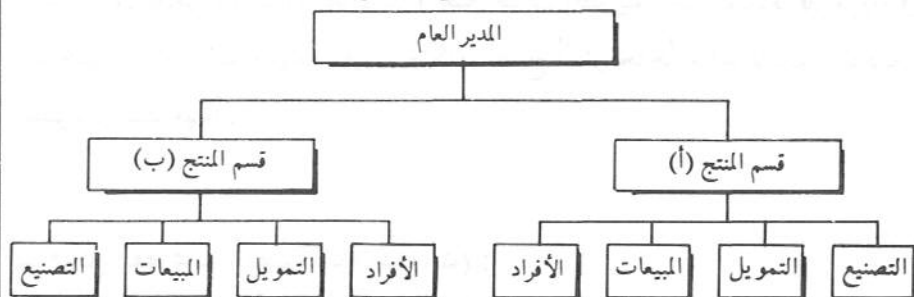 المدير العام
قسم المنتج (أ) قسم المنتج (ب)
التصنيع التمويل المبيعات الأفراد الأفراد التمويل المبيعات التصنيع